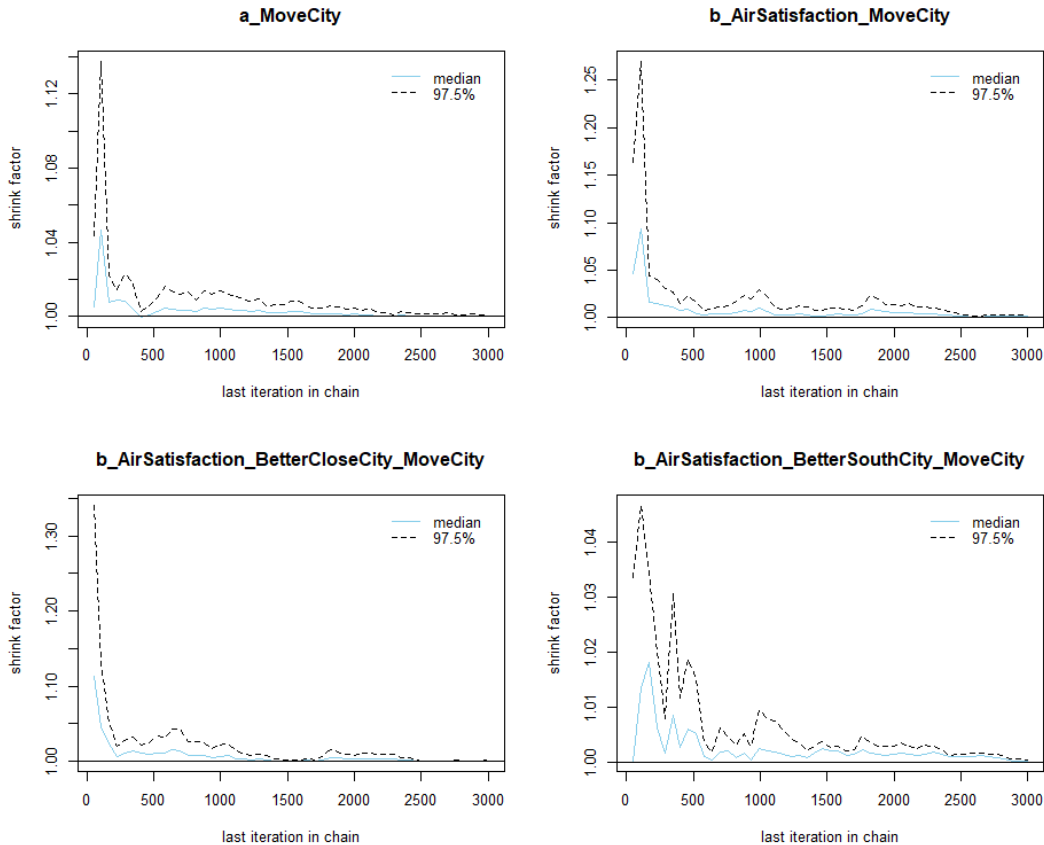 a_MoveCity
shrink factor
1.00 1.04 1.08 1.12
median
97.5%
0 500 1000 1500 2000 2500 3000
last iteration in chain
b_AirSatisfaction_MoveCity
shrink factor
1.00 1.05 1.10 1.15 1.20 1.25
median
97.5%
0 500 1000 1500 2000 2500 3000
last iteration in chain
b_AirSatisfaction_BetterCloseCity_MoveCity
shrink factor
1.00 1.10 1.20 1.30
median
97.5%
0 500 1000 1500 2000 2500 3000
last iteration in chain
b_AirSatisfaction_BetterSouthCity_MoveCity
shrink factor
1.00 1.01 1.02 1.03 1.04
median
97.5%
0 500 1000 1500 2000 2500 3000
last iteration in chain